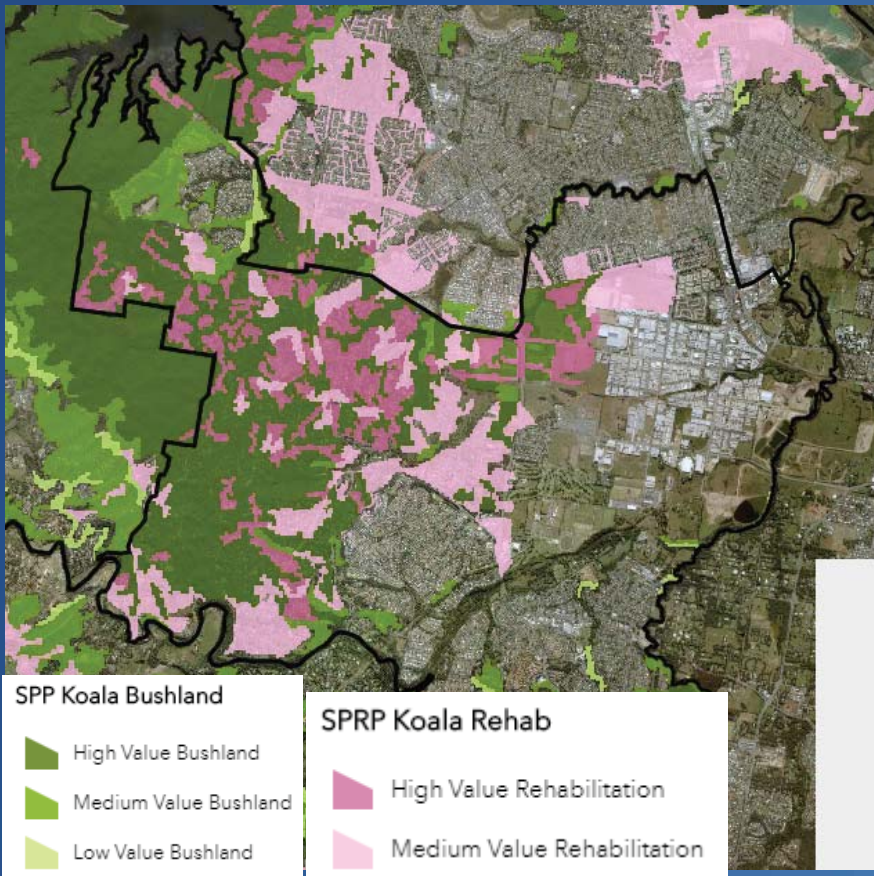 SPP Koala Bushland
High Value Bushland
Medium Value Bushland
Low Value Bushland
SPRP Koala Rehab
High Value Rehabilitation
Medium Value Rehabilitation